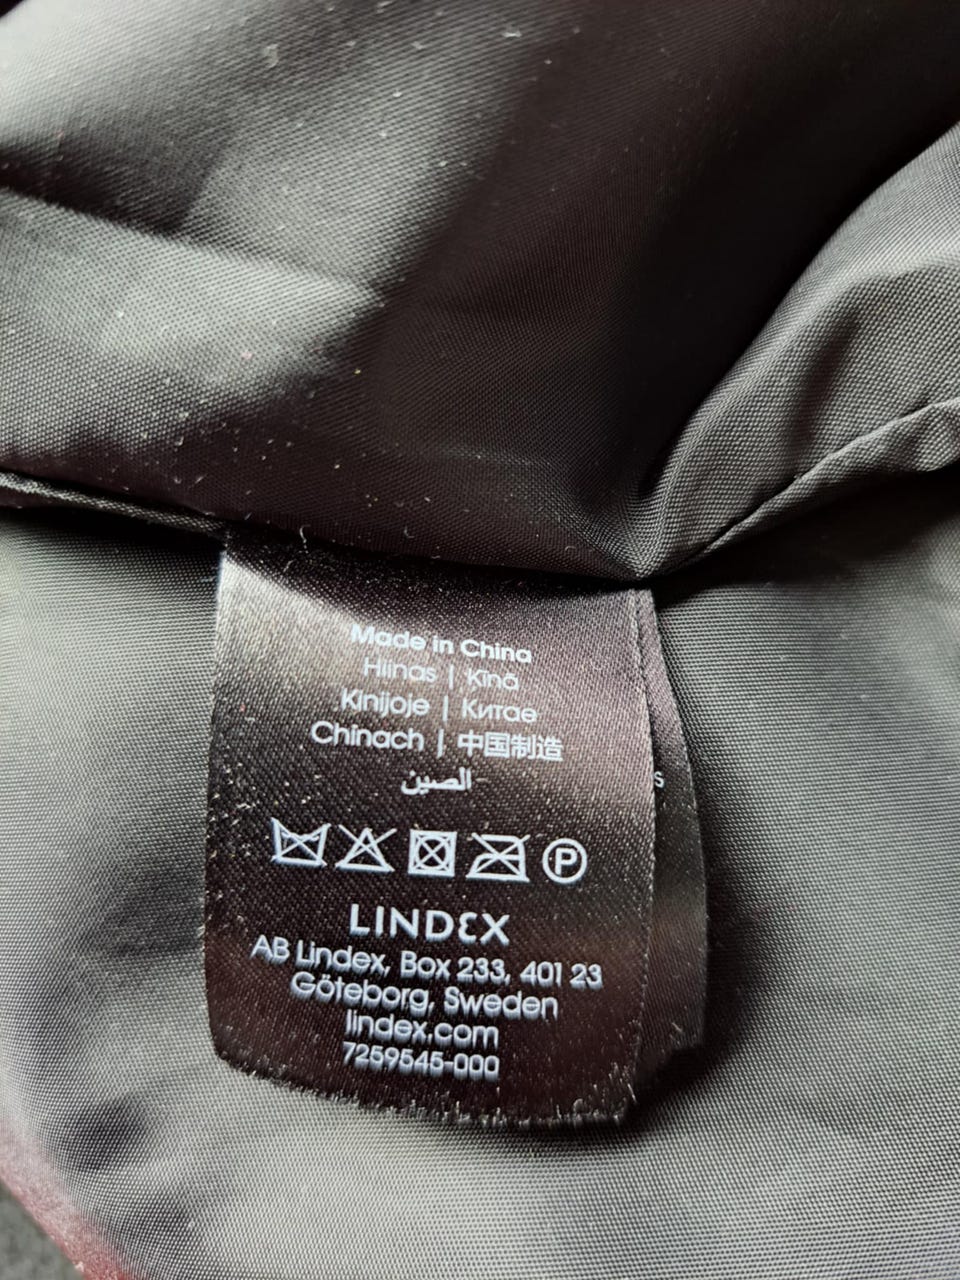 Made in China
Hiinas | Ķīnā
Kinijoje | Китае
Chinach | 中国制造
الصين
P
LINDEX
AB Lindex, Box 233, 401 23
Göteborg, Sweden
lindex.com
7259545-000
s